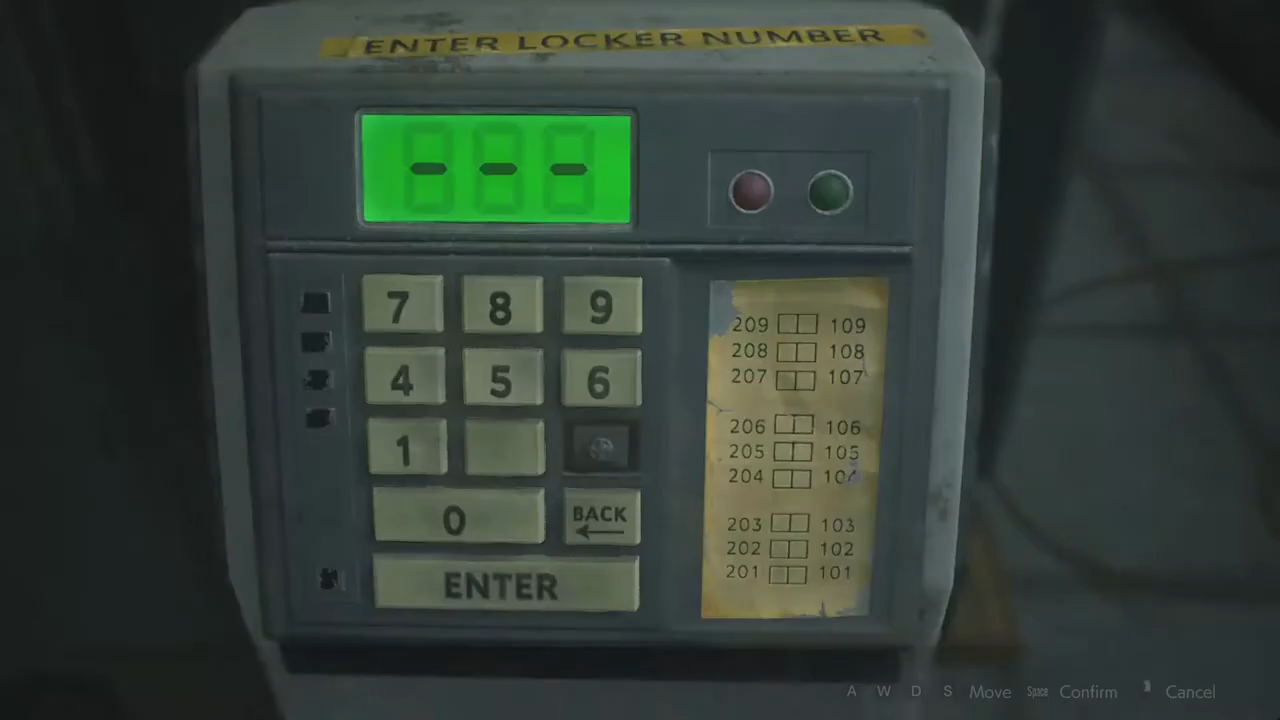 ENTER LOCKER NUMBER
- - -
7 8 9
4 5 6
1
0 BACK
ENTER
209 109
208 108
207 107
206 106
205 105
204 104
203 103
202 102
201 101
A W D S Move Space Confirm Cancel